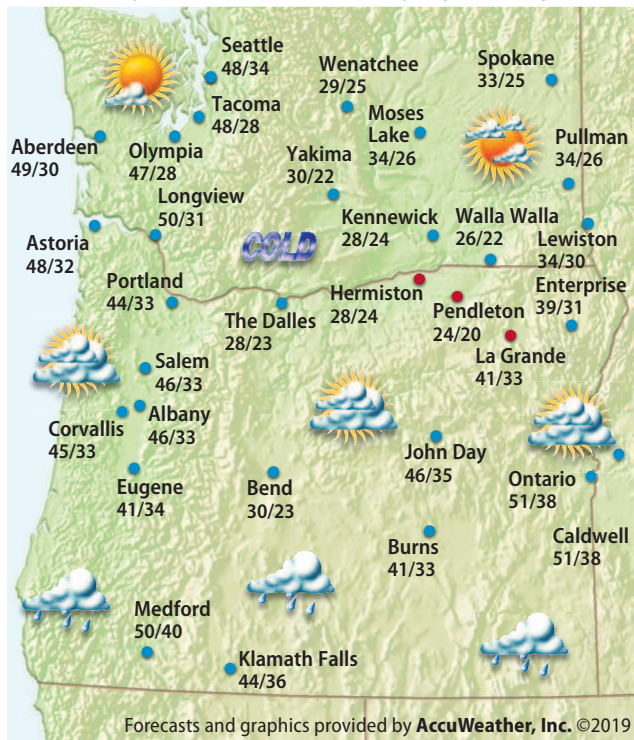 Seattle
48/34
Wenatchee
29/25
Spokane
33/25
Tacoma
48/28
Moses
Lake
34/26
Pullman
34/26
Aberdeen
49/30
Olympia
47/28
Yakima
30/22
Longview
50/31
Kennewick
28/24
Walla Walla
26/22
Lewiston
34/30
Astoria
48/32
COLD
Portland
44/33
The Dalles
28/23
Hermiston
28/24
Pendleton
24/20
Enterprise
39/31
La Grande
41/33
Salem
46/33
Albany
46/33
Corvallis
45/33
John Day
46/35
Ontario
51/38
Eugene
41/34
Bend
30/23
Caldwell
51/38
Burns
41/33
Medford
50/40
Klamath Falls
44/36
Forecasts and graphics provided by AccuWeather, Inc. ©2019